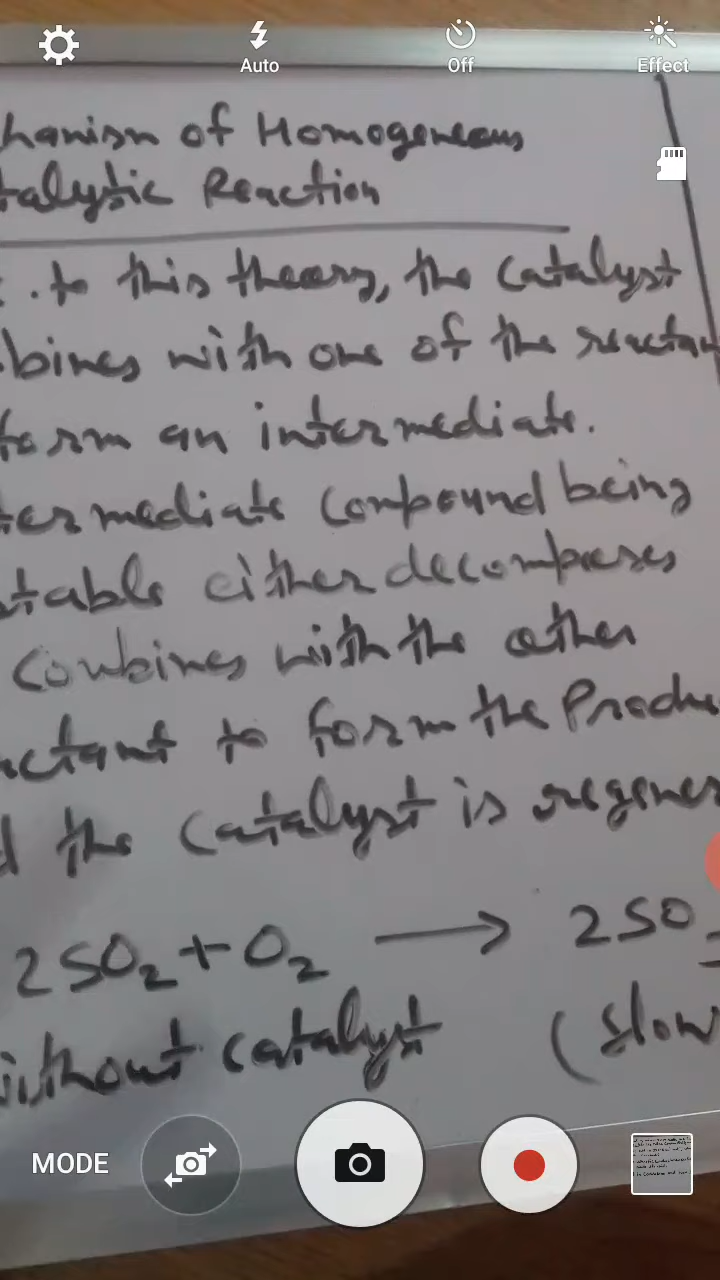 Auto
Off
Effect
hanism of Homogeneous
talytic Reaction
. to this theory, the catalyst
bines with one of the reactan
form an intermediate.
termediate compound being
stable either decomposes
combines with the other
actant to form the Produ
d the catalyst is regener
2SO₂ + O₂ ⟶ 2SO
without catalyst (slow
MODE